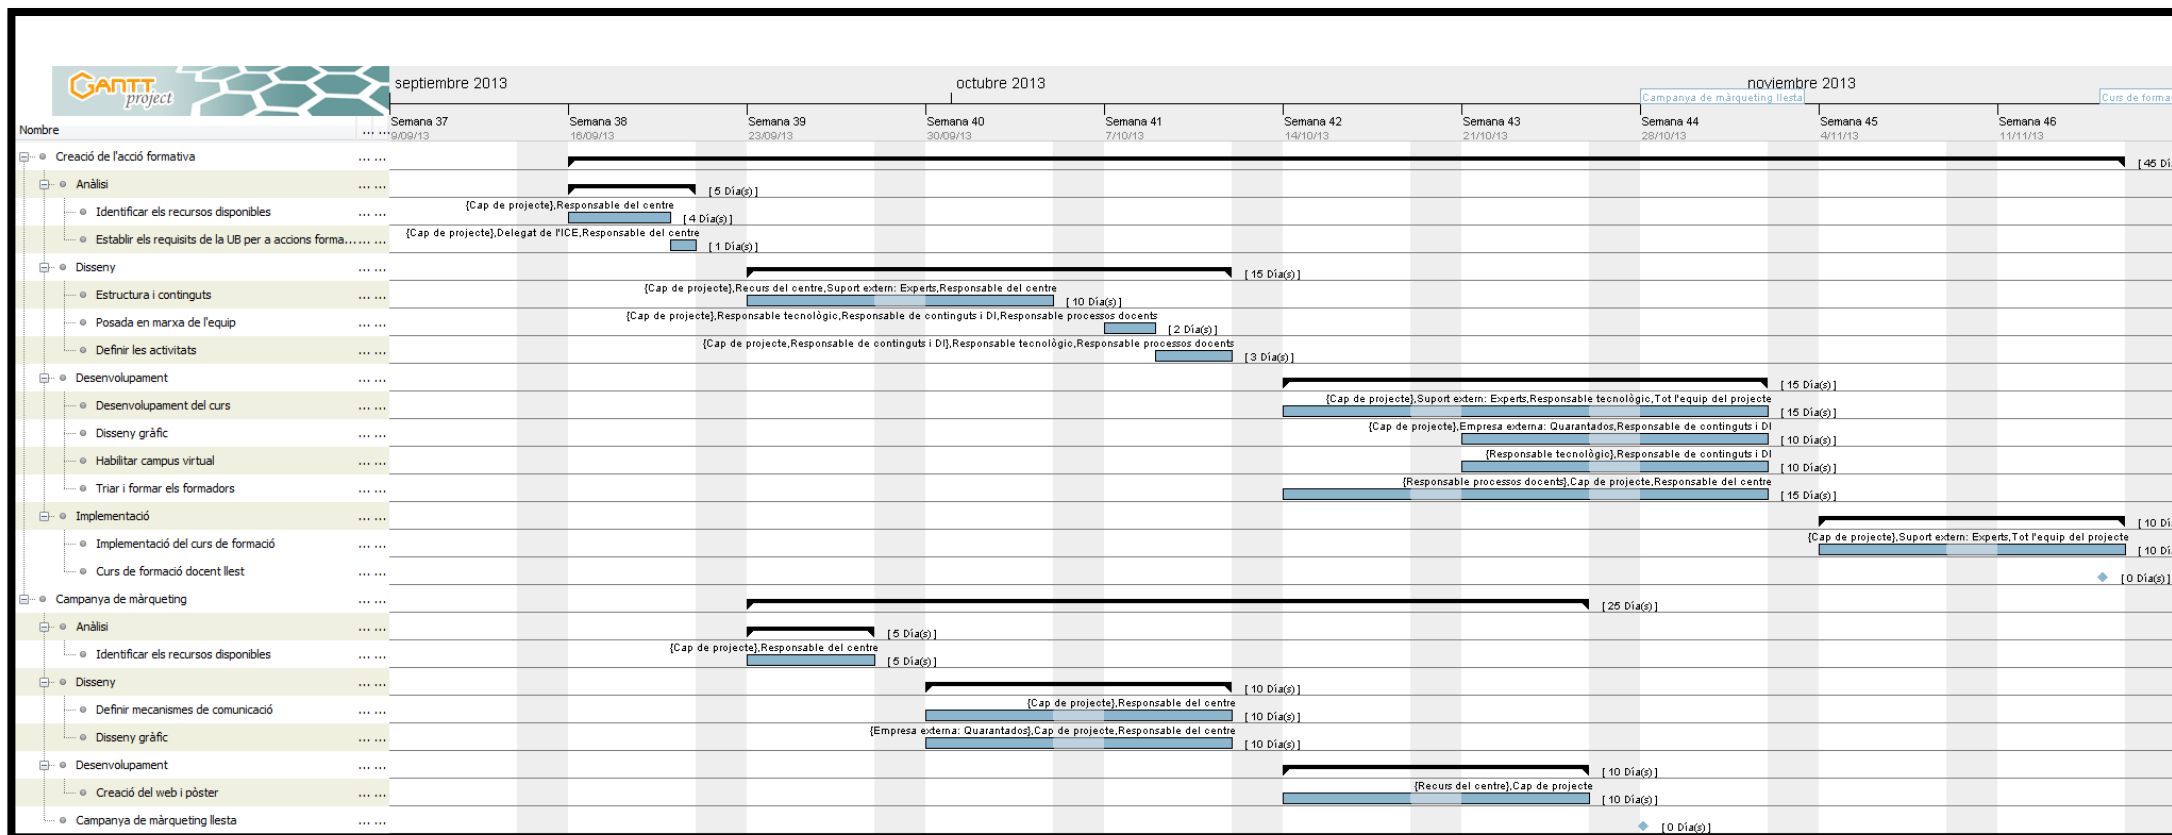 GANTT project
septiembre 2013 octubre 2013 noviembre 2013
Campanya de màrqueting llesta Curs de forma
Nombre ... ... Semana 37 Semana 38 Semana 39 Semana 40 Semana 41 Semana 42 Semana 43 Semana 44 Semana 45 Semana 46
9/09/13 16/09/13 23/09/13 30/09/13 7/10/13 14/10/13 21/10/13 28/10/13 4/11/13 11/11/13
Creació de l'acció formativa ... ... [45 Dí
Anàlisi ... ... [5 Día(s)]
{Cap de projecte},Responsable del centre
Identificar els recursos disponibles ... ... [4 Día(s)]
{Cap de projecte},Delegat de l'ICE,Responsable del centre
Establir els requisits de la UB per a accions forma... ... ... [1 Día(s)]
Disseny ... ... [15 Día(s)]
{Cap de projecte},Recurs del centre,Suport extern: Experts,Responsable del centre
Estructura i continguts ... ... [10 Día(s)]
{Cap de projecte},Responsable tecnològic,Responsable de continguts i DI,Responsable processos docents
Posada en marxa de l'equip ... ... [2 Día(s)]
{Cap de projecte,Responsable de continguts i DI},Responsable tecnològic,Responsable processos docents
Definir les activitats ... ... [3 Día(s)]
Desenvolupament ... ... [15 Día(s)]
{Cap de projecte},Suport extern: Experts,Responsable tecnològic,Tot l'equip del projecte
Desenvolupament del curs ... ... [15 Día(s)]
{Cap de projecte},Empresa externa: Quarantados,Responsable de continguts i DI
Disseny gràfic ... ... [10 Día(s)]
{Responsable tecnològic},Responsable de continguts i DI
Habilitar campus virtual ... ... [10 Día(s)]
{Responsable processos docents},Cap de projecte,Responsable del centre
Triar i formar els formadors ... ... [15 Día(s)]
Implementació ... ... [10 Dí
{Cap de projecte},Suport extern: Experts,Tot l'equip del projecte
Implementació del curs de formació ... ... [10 Dí
Curs de formació docent llest ... ... [0 Día(s)]
Campanya de màrqueting ... ... [25 Día(s)]
Anàlisi ... ... [5 Día(s)]
{Cap de projecte},Responsable del centre
Identificar els recursos disponibles ... ... [5 Día(s)]
Disseny ... ... [10 Día(s)]
{Cap de projecte},Responsable del centre
Definir mecanismes de comunicació ... ... [10 Día(s)]
{Empresa externa: Quarantados},Cap de projecte,Responsable del centre
Disseny gràfic ... ... [10 Día(s)]
Desenvolupament ... ... [10 Día(s)]
{Recurs del centre},Cap de projecte
Creació del web i pòster ... ... [10 Día(s)]
Campanya de màrqueting llesta ... ... [0 Día(s)]